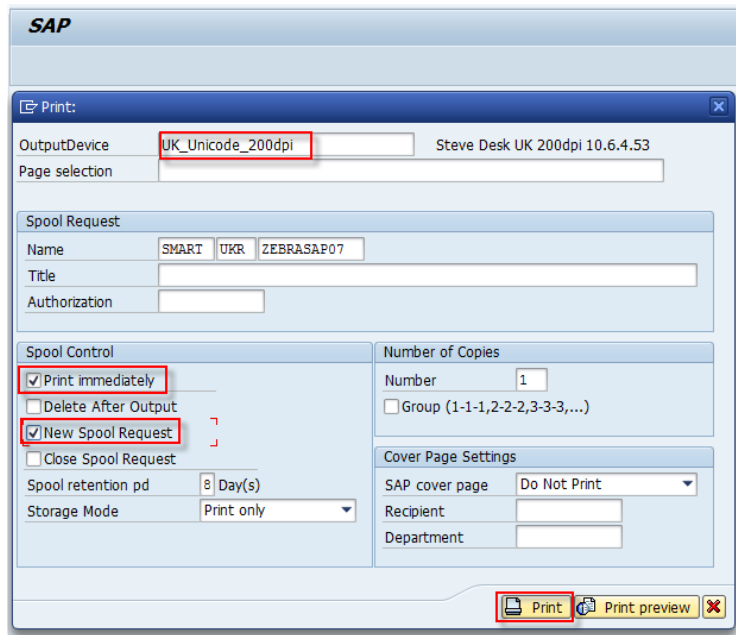 SAP
Print:
OutputDevice UK_Unicode_200dpi Steve Desk UK 200dpi 10.6.4.53
Page selection
Spool Request
Name SMART UKR ZEBRASAP07
Title
Authorization
Spool Control
Print immediately
Delete After Output
New Spool Request
Close Spool Request
Spool retention pd 8 Day(s)
Storage Mode Print only
Number of Copies
Number 1
Group (1-1-1,2-2-2,3-3-3,...)
Cover Page Settings
SAP cover page Do Not Print
Recipient
Department
Print Print preview